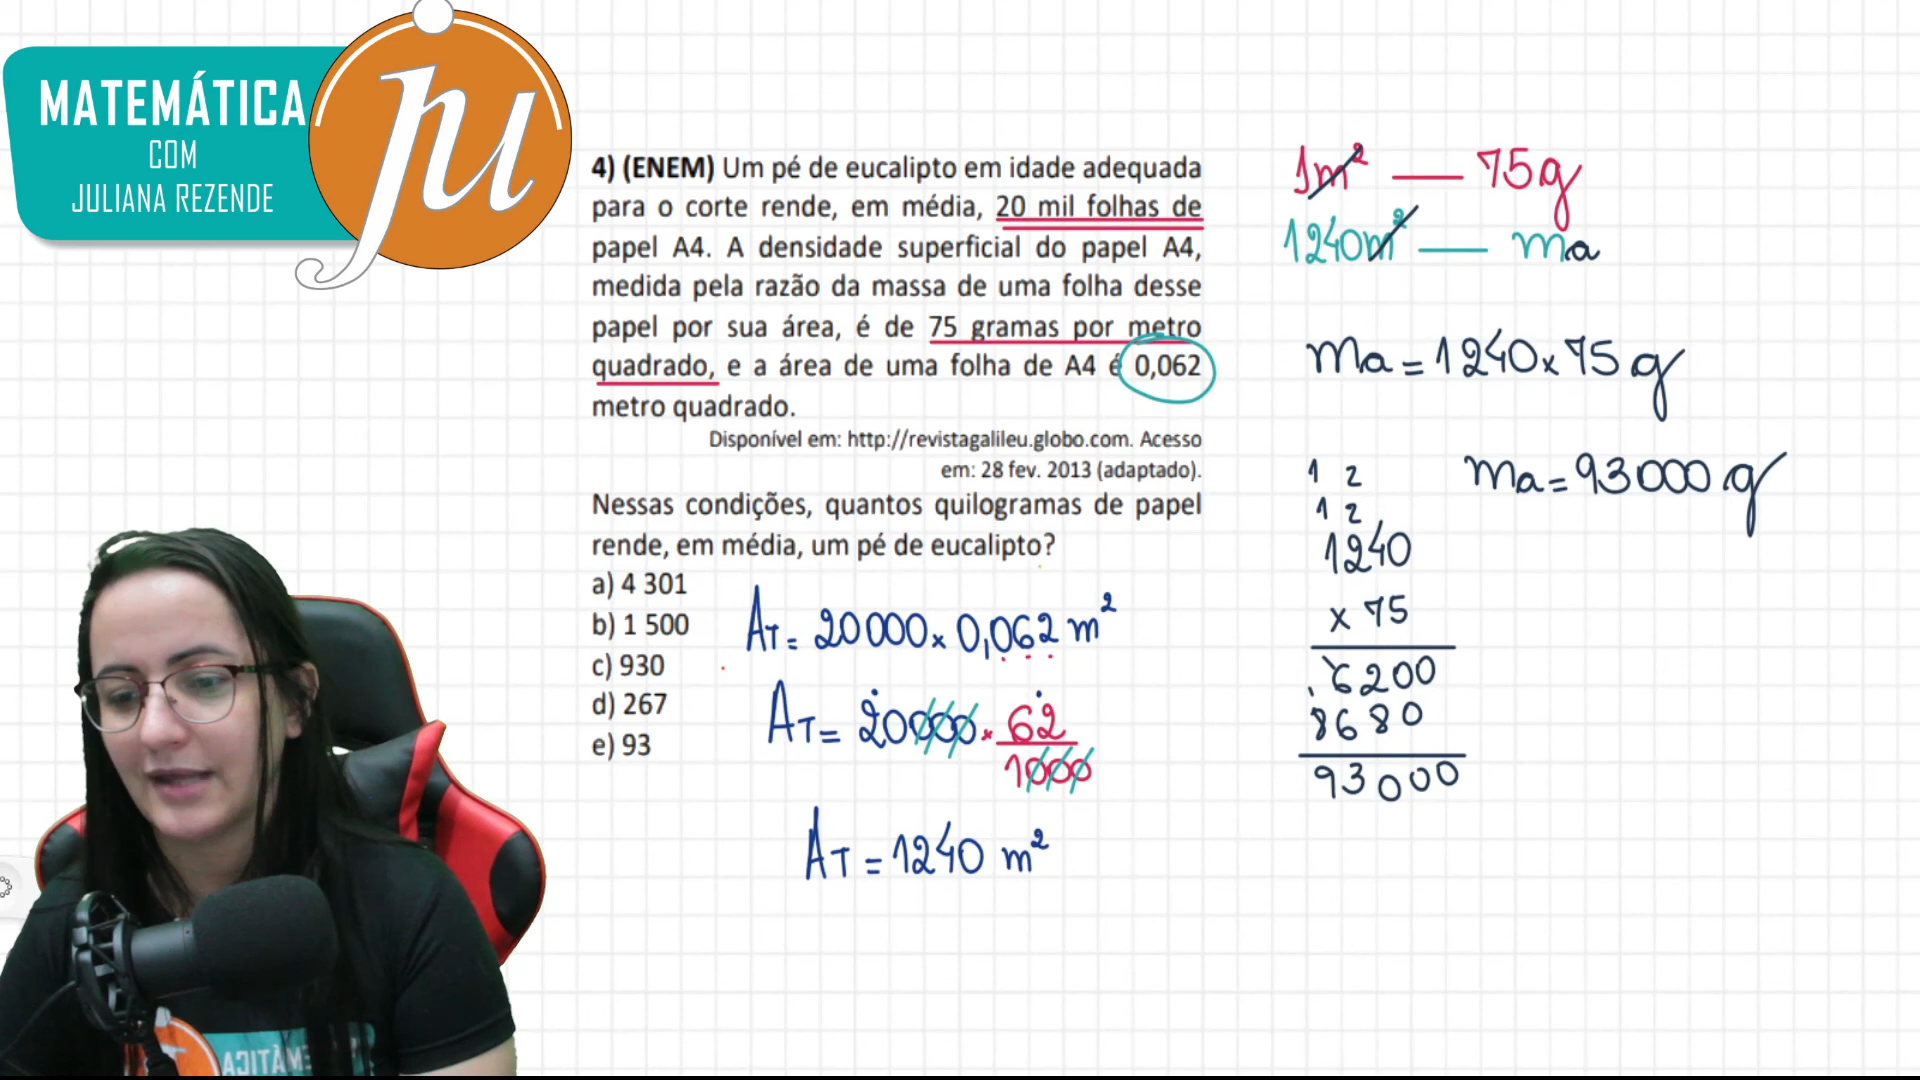 MATEMÁTICA
COM
JULIANA REZENDE
ju
4) (ENEM) Um pé de eucalipto em idade adequada
para o corte rende, em média, 20 mil folhas de
papel A4. A densidade superficial do papel A4,
medida pela razão da massa de uma folha desse
papel por sua área, é de 75 gramas por metro
quadrado, e a área de uma folha de A4 é 0,062
metro quadrado.
Disponível em: http://revistagalileu.globo.com. Acesso
em: 28 fev. 2013 (adaptado).
Nessas condições, quantos quilogramas de papel
rende, em média, um pé de eucalipto?
a) 4 301
b) 1 500
c) 930
d) 267
e) 93
AT = 20000 x 0,062 m²
AT = 20000 . 62
1000
AT = 1240 m²
1m² — 75g
1240m² — ma
ma = 1240 x 75 g
ma = 93000 g
1 2
1 2
1240
x 75
6200
8680
93000